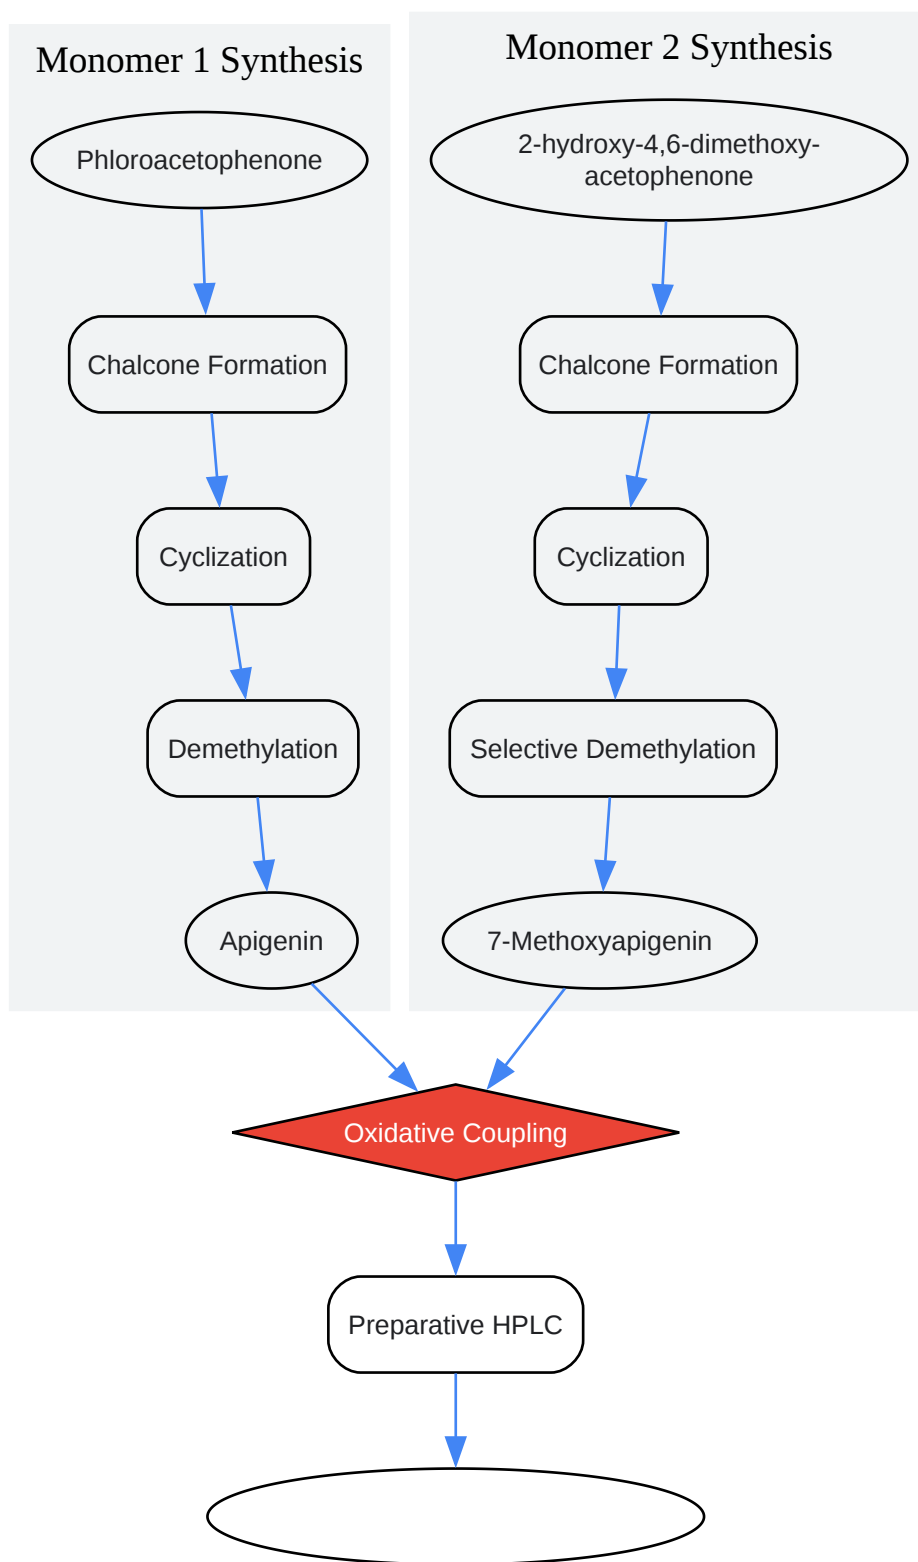 Monomer 1 Synthesis
Phloroacetophenone
Chalcone Formation
Cyclization
Demethylation
Apigenin
Monomer 2 Synthesis
2-hydroxy-4,6-dimethoxy-
acetophenone
Chalcone Formation
Cyclization
Selective Demethylation
7-Methoxyapigenin
Oxidative Coupling
Preparative HPLC